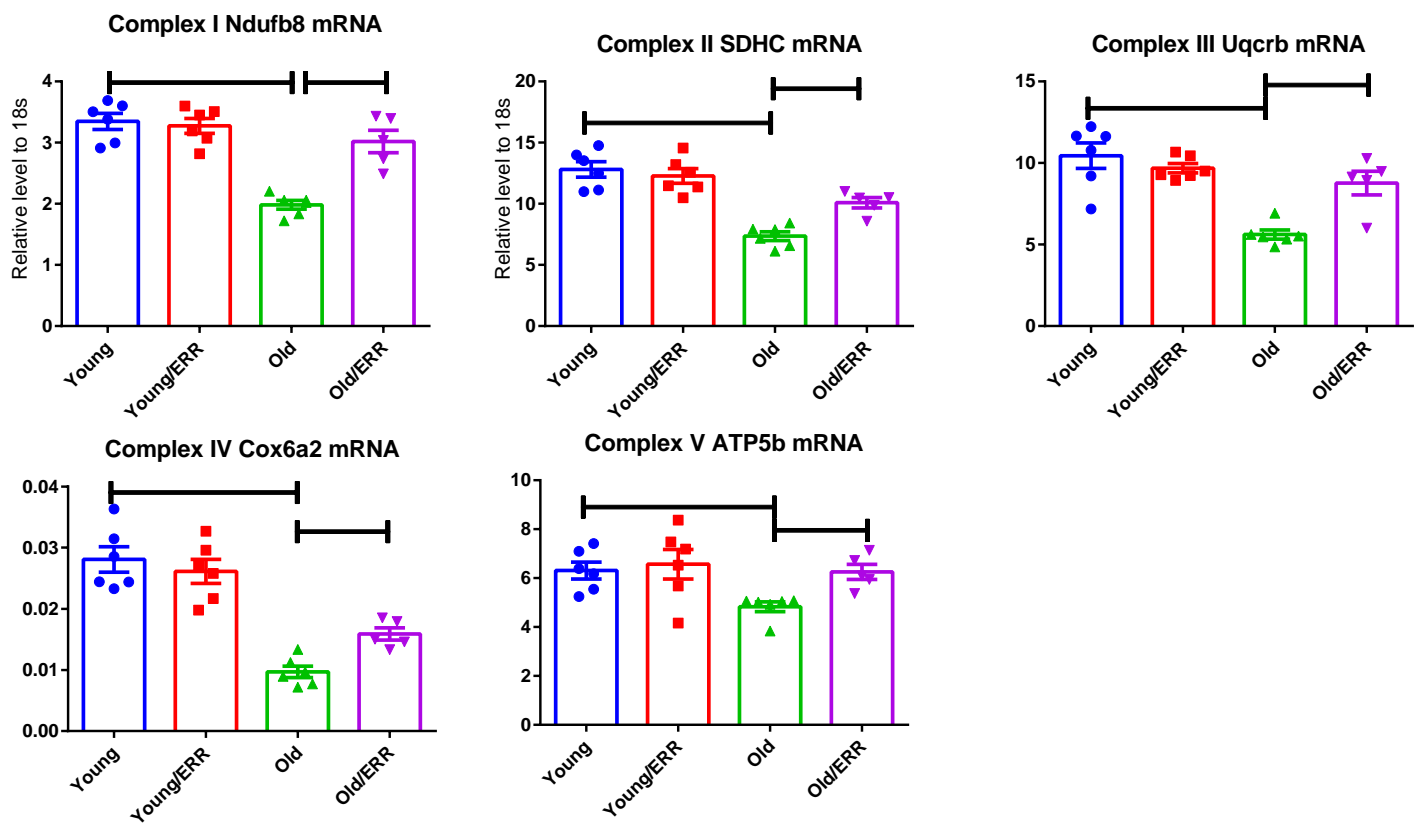 Complex I Ndufb8 mRNA
Relative level to 18s
4
3
2
1
0
Young
Young/ERR
Old
Old/ERR
Complex II SDHC mRNA
Relative level to 18s
20
15
10
5
0
Young
Young/ERR
Old
Old/ERR
Complex III Uqcrb mRNA
15
10
5
0
Young
Young/ERR
Old
Old/ERR
Complex IV Cox6a2 mRNA
0.04
0.03
0.02
0.01
0.00
Young
Young/ERR
Old
Old/ERR
Complex V ATP5b mRNA
10
8
6
4
2
0
Young
Young/ERR
Old
Old/ERR